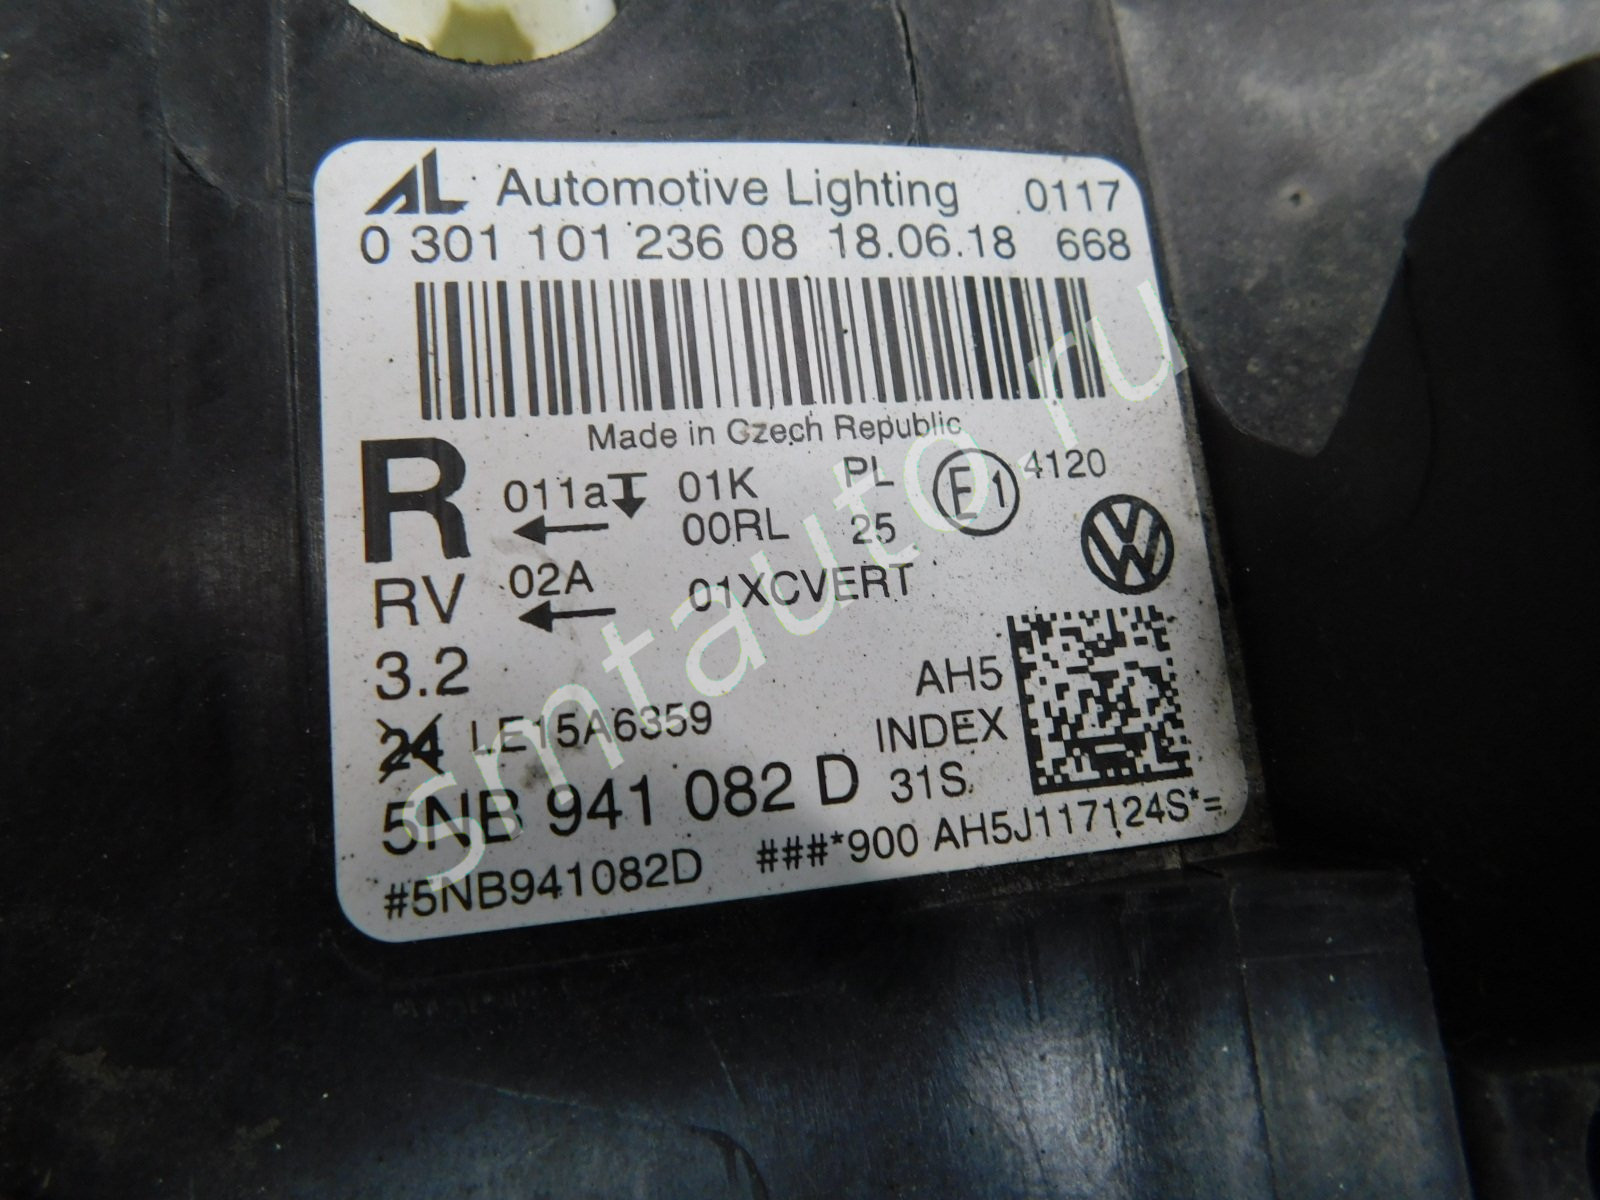 AL Automotive Lighting 0117
0 301 101 236 08 18.06.18 668
Made in Czech Republic
R 011a 01K PL E1 4120
00RL 25
RV 02A 01XCVERT
VW
3.2
AH5
24 LE15A6359 INDEX
5NB 941 082 D 31S
#5NB941082D ###*900 AH5J117124S*=
smtauto.ru